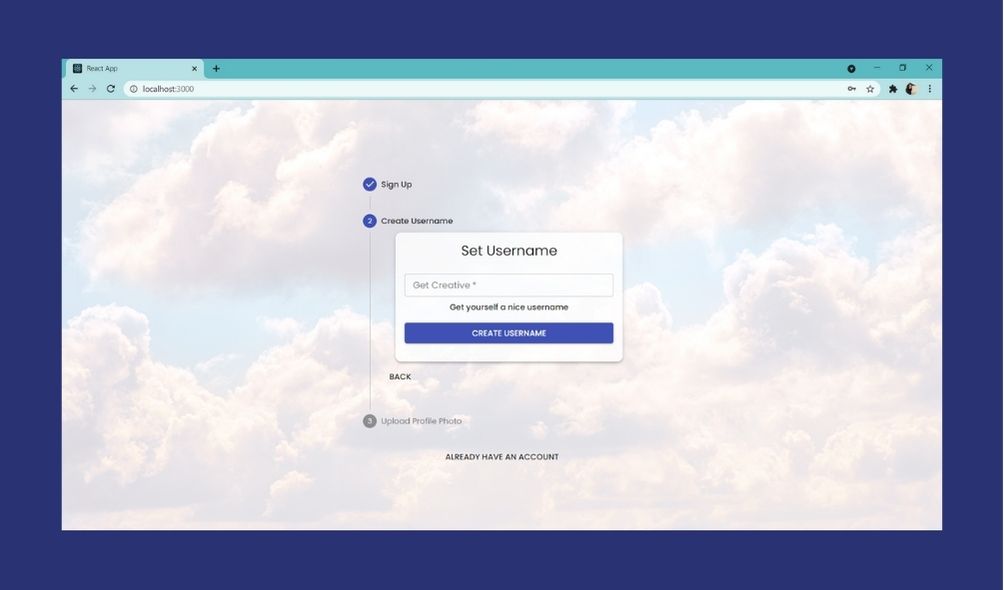 React App
localhost:3000
Sign Up
2 Create Username
Set Username
Get Creative *
Get yourself a nice username
CREATE USERNAME
BACK
3 Upload Profile Photo
ALREADY HAVE AN ACCOUNT